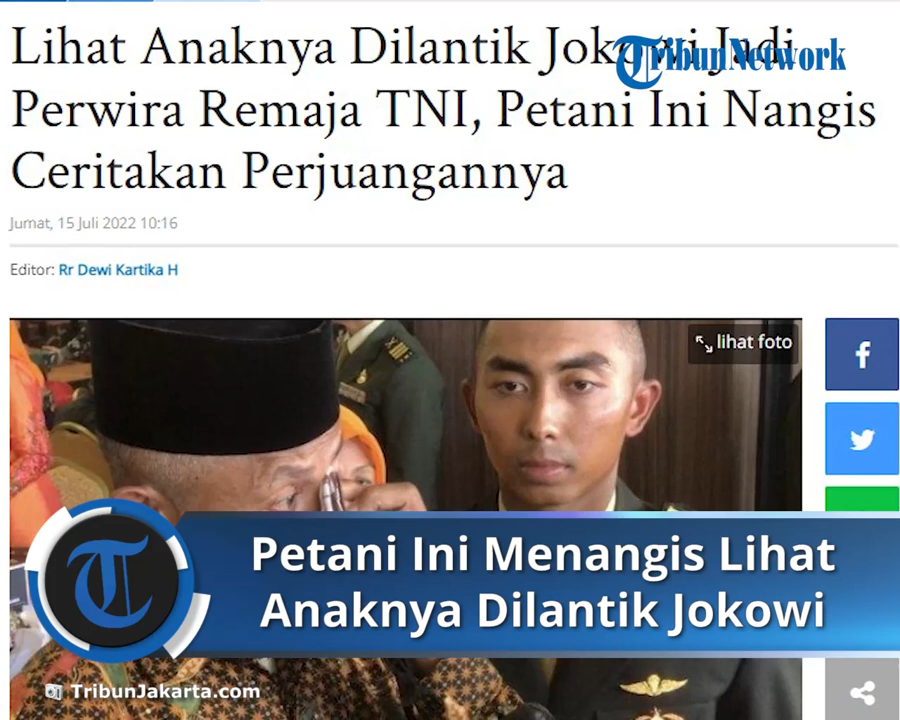 Lihat Anaknya Dilantik Jokowi Jadi
TribunNetwork
Perwira Remaja TNI, Petani Ini Nangis
Ceritakan Perjuangannya
Jumat, 15 Juli 2022 10:16
Editor: Rr Dewi Kartika H
lihat foto
f
Petani Ini Menangis Lihat
Anaknya Dilantik Jokowi
T
TribunJakarta.com